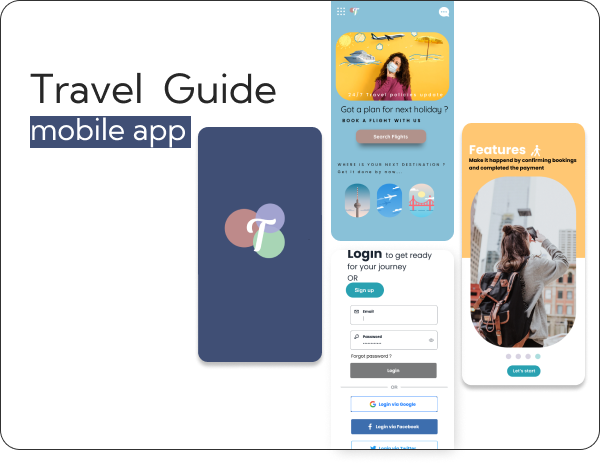 Travel Guide
mobile app
T
T
24/7 Travel policies update
Got a plan for next holiday ?
BOOK A FLIGHT WITH US
Search Flights
WHERE IS YOUR NEXT DESTINATION ?
Get it done by now...
Login to get ready
for your journey
OR
Sign up
Email
Password
Forgot password ?
Login
OR
Login via Google
Login via Facebook
Login via Twitter
Features
Make it happend by confirming bookings
and completed the payment
Let's start